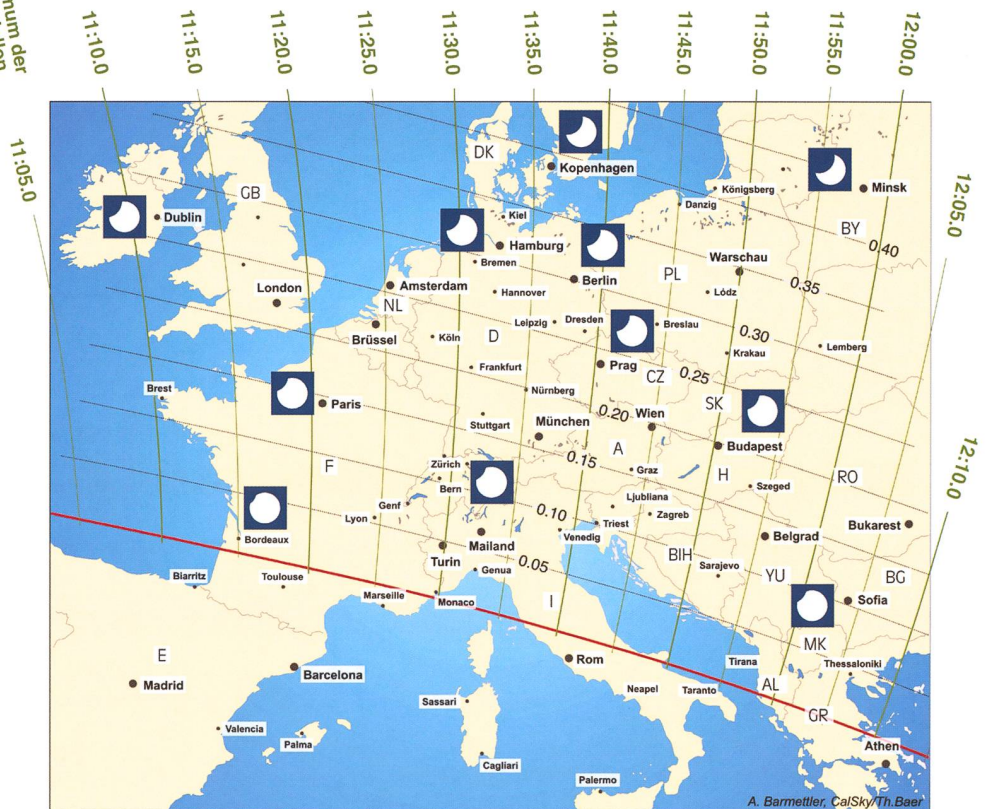 mum der
11:05.0
11:10.0
11:15.0
11:20.0
11:25.0
11:30.0
11:35.0
11:40.0
11:45.0
11:50.0
11:55.0
12:00.0
12:05.0
12:10.0
DK
Kopenhagen
Königsberg
Minsk
GB
Danzig
Dublin
Kiel
BY
0.40
Hamburg
Bremen
Warschau
London
Amsterdam
Berlin
PL
0.35
NL
Hannover
Lódz
Brüssel
Köln
D
Leipzig
Dresden
Breslau
0.30
Lemberg
Krakau
Frankfurt
Prag
CZ
0.25
Brest
Paris
Nürnberg
SK
0.20
Wien
Stuttgart
München
Budapest
A
F
Zürich
0.15
Graz
H
RO
Bern
Szeged
Genf
Ljubliana
Lyon
0.10
Zagreb
Triest
Bukarest
Bordeaux
Mailand
Venedig
Belgrad
Turin
Genua
0.05
BIH
Sarajevo
YU
BG
Biarritz
Toulouse
Marseille
Monaco
I
Sofia
MK
E
Rom
Tirana
Thessaloniki
Barcelona
Madrid
Neapel
Taranto
AL
Sassari
GR
Valencia
Palma
Athen
Cagliari
Palermo
A. Barmettler, CalSky/Th.Baer